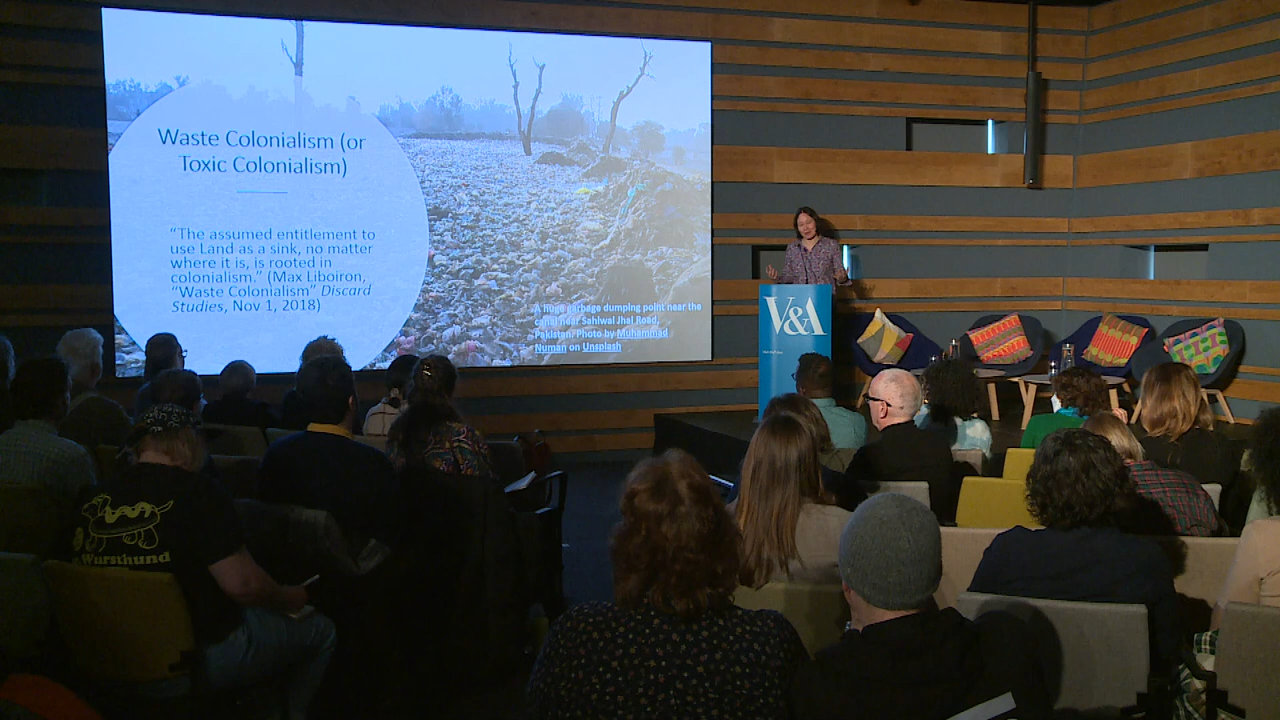 Waste Colonialism (or
Toxic Colonialism)
“The assumed entitlement to
use Land as a sink, no matter
where it is, is rooted in
colonialism.” (Max Liboiron,
“Waste Colonialism” Discard
Studies, Nov 1, 2018)
A huge garbage dumping point near the
canal near Sahiwal Jhal Road,
Pakistan. Photo by Muhammad
Numan on Unsplash
V&A
Wursthund